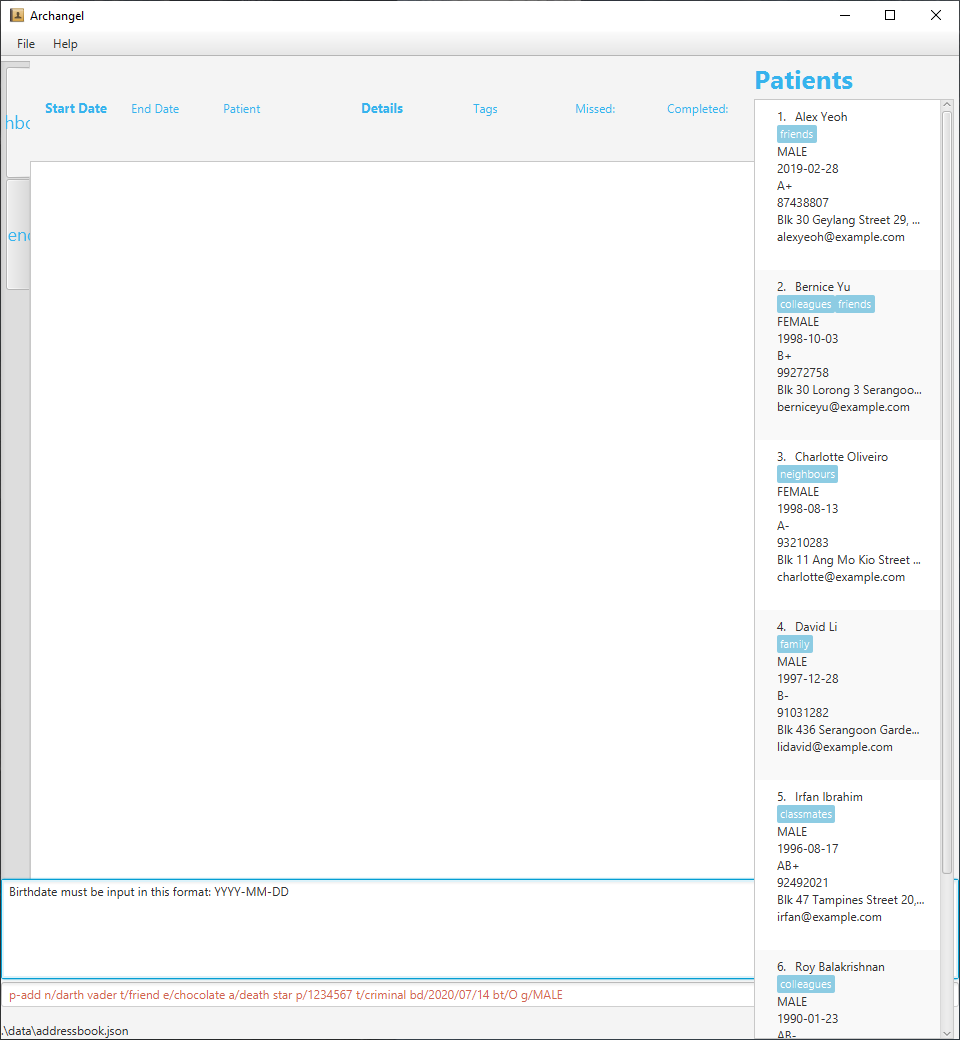 Archangel
File Help
Start Date End Date Patient Details Tags Missed: Completed:
Patients
1. Alex Yeoh
friends
MALE
2019-02-28
A+
87438807
Blk 30 Geylang Street 29, ...
alexyeoh@example.com
2. Bernice Yu
colleagues friends
FEMALE
1998-10-03
B+
99272758
Blk 30 Lorong 3 Serangoo...
berniceyu@example.com
3. Charlotte Oliveiro
neighbours
FEMALE
1998-08-13
A-
93210283
Blk 11 Ang Mo Kio Street ...
charlotte@example.com
4. David Li
family
MALE
1997-12-28
B-
91031282
Blk 436 Serangoon Garde...
lidavid@example.com
5. Irfan Ibrahim
classmates
MALE
1996-08-17
AB+
92492021
Blk 47 Tampines Street 20,...
irfan@example.com
6. Roy Balakrishnan
colleagues
MALE
1990-01-23
AB-
Birthdate must be input in this format: YYYY-MM-DD
p-add n/darth vader t/friend e/chocolate a/death star p/1234567 t/criminal bd/2020/07/14 bt/O g/MALE
.\data\addressbook.json